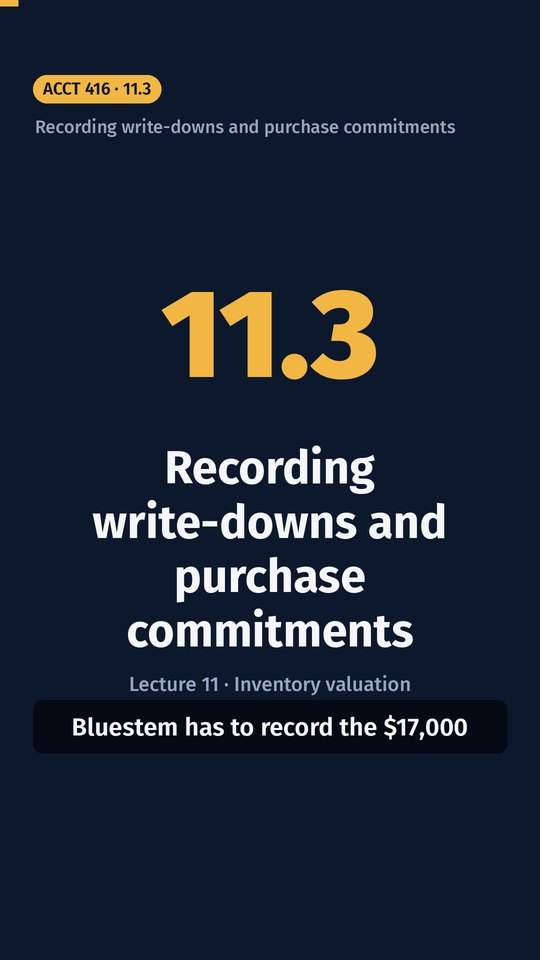 ACCT 416 · 11.3
Recording write-downs and purchase commitments
11.3
Recording
write-downs and
purchase
commitments
Lecture 11 · Inventory valuation
Bluestem has to record the $17,000